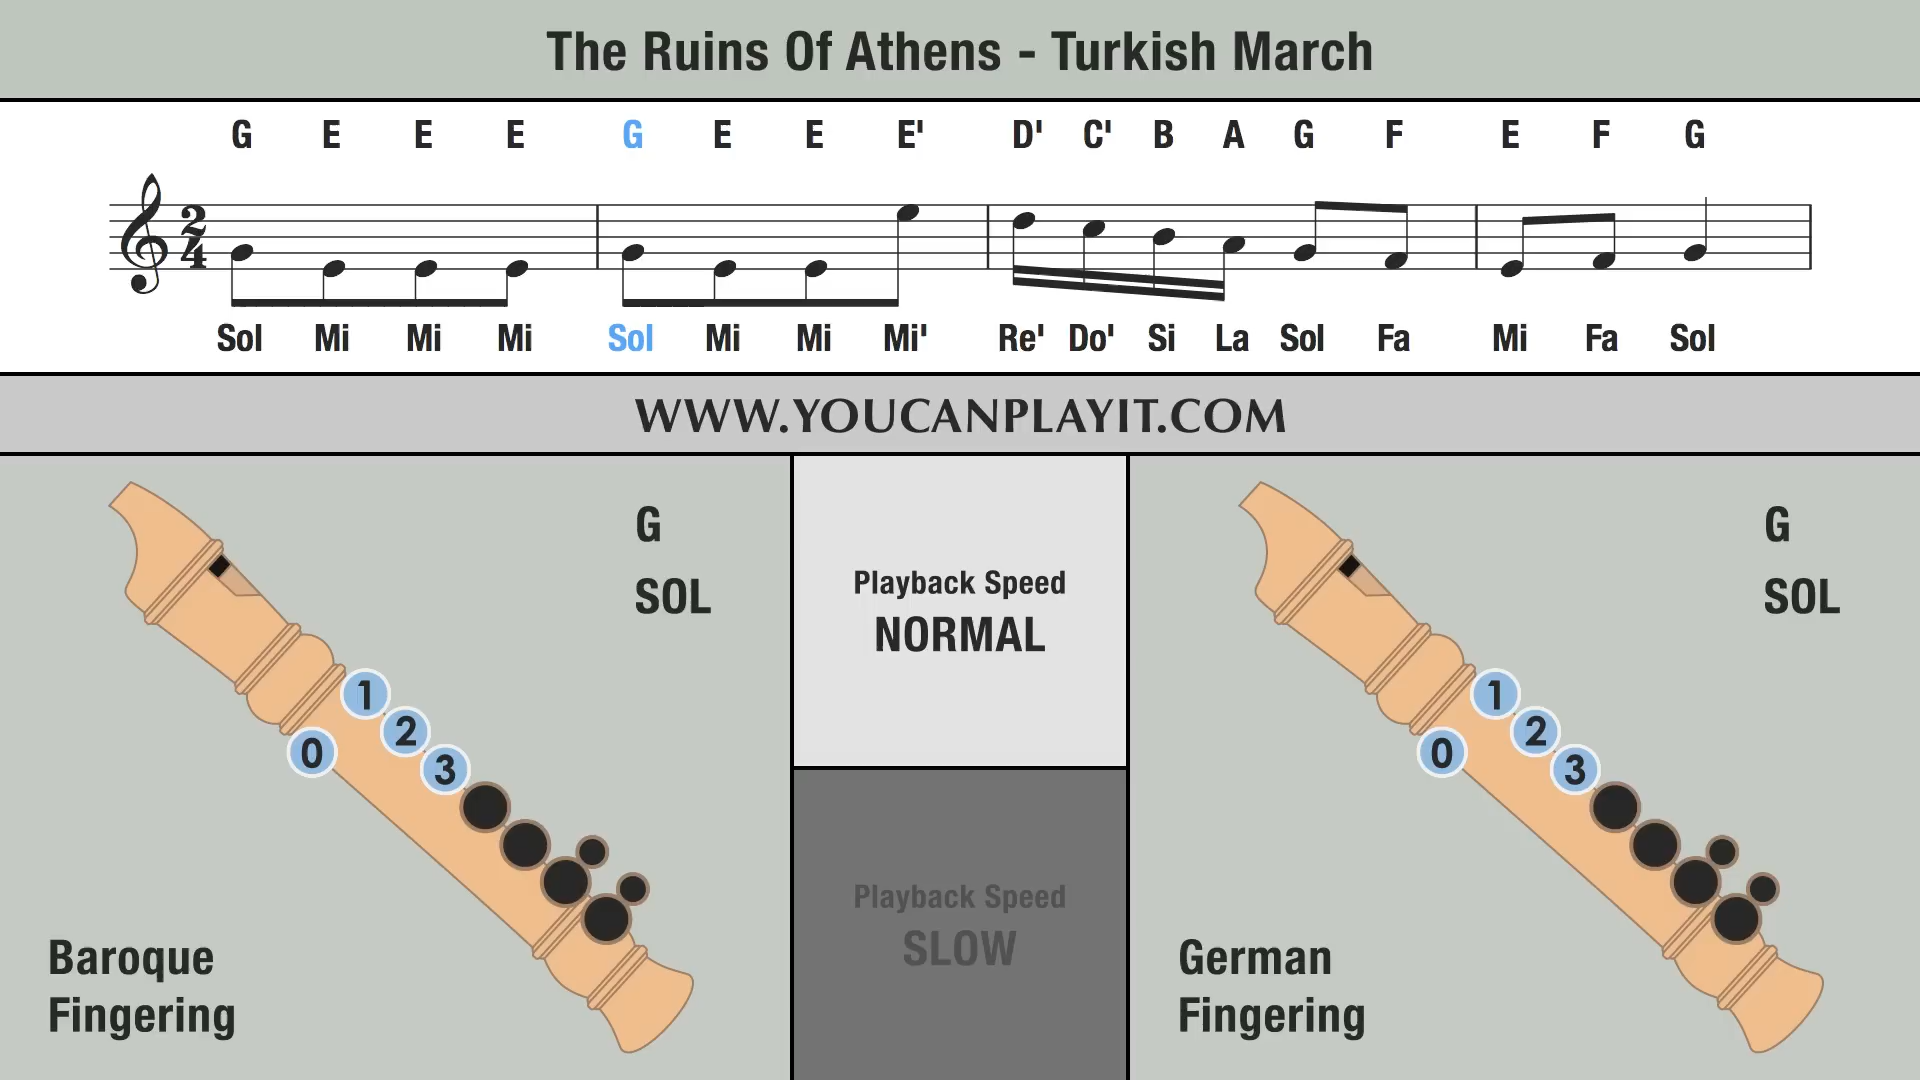 The Ruins Of Athens - Turkish March
G E E E G E E E' D' C' B A G F E F G
2
4
Sol Mi Mi Mi Sol Mi Mi Mi' Re' Do' Si La Sol Fa Mi Fa Sol
WWW.YOUCANPLAYIT.COM
G
SOL
1
2
0
3
Baroque
Fingering
Playback Speed
NORMAL
Playback Speed
SLOW
G
SOL
1
2
0
3
German
Fingering